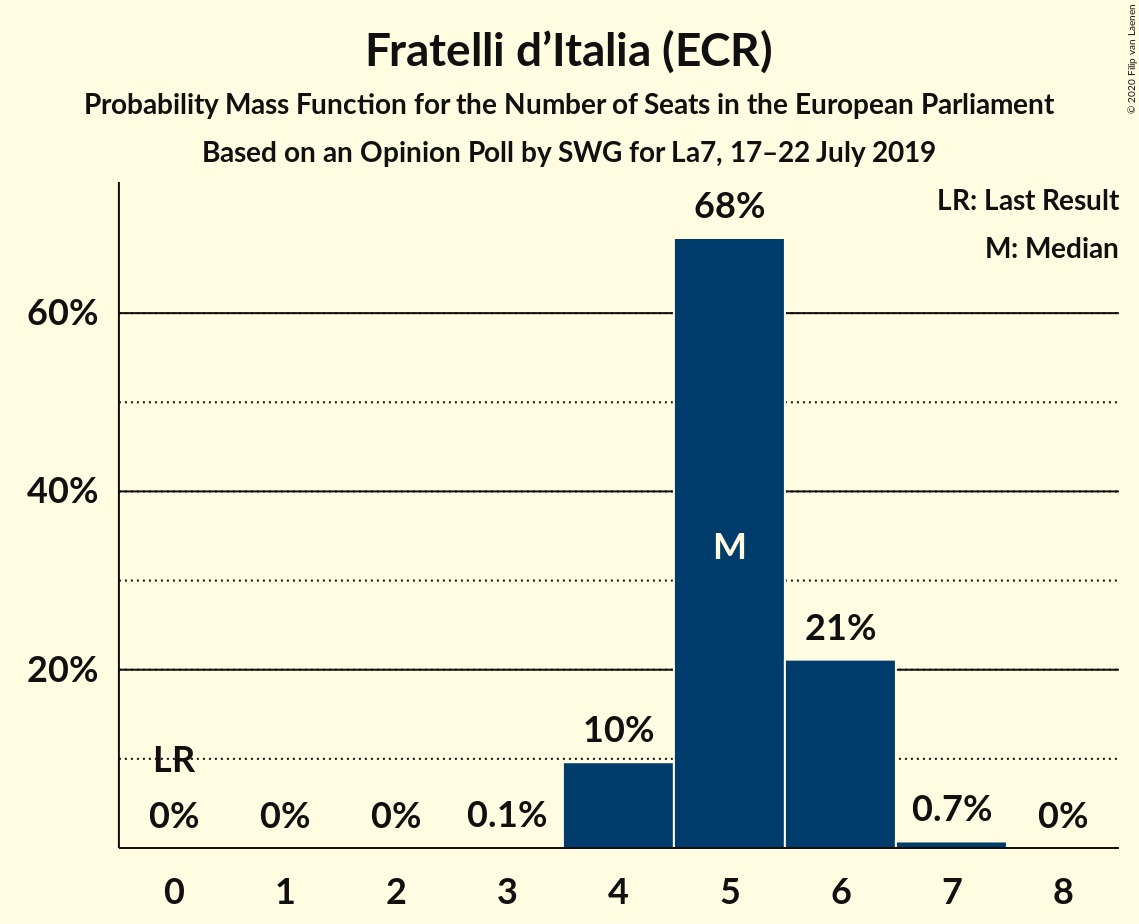 Fratelli d’Italia (ECR)
Probability Mass Function for the Number of Seats in the European Parliament
Based on an Opinion Poll by SWG for La7, 17–22 July 2019
© 2020 Filip van Laenen
LR: Last Result
M: Median
68%
60%
40%
M
21%
20%
10%
LR
0%
0%
0%
0.1%
0.7%
0%
0 1 2 3 4 5 6 7 8